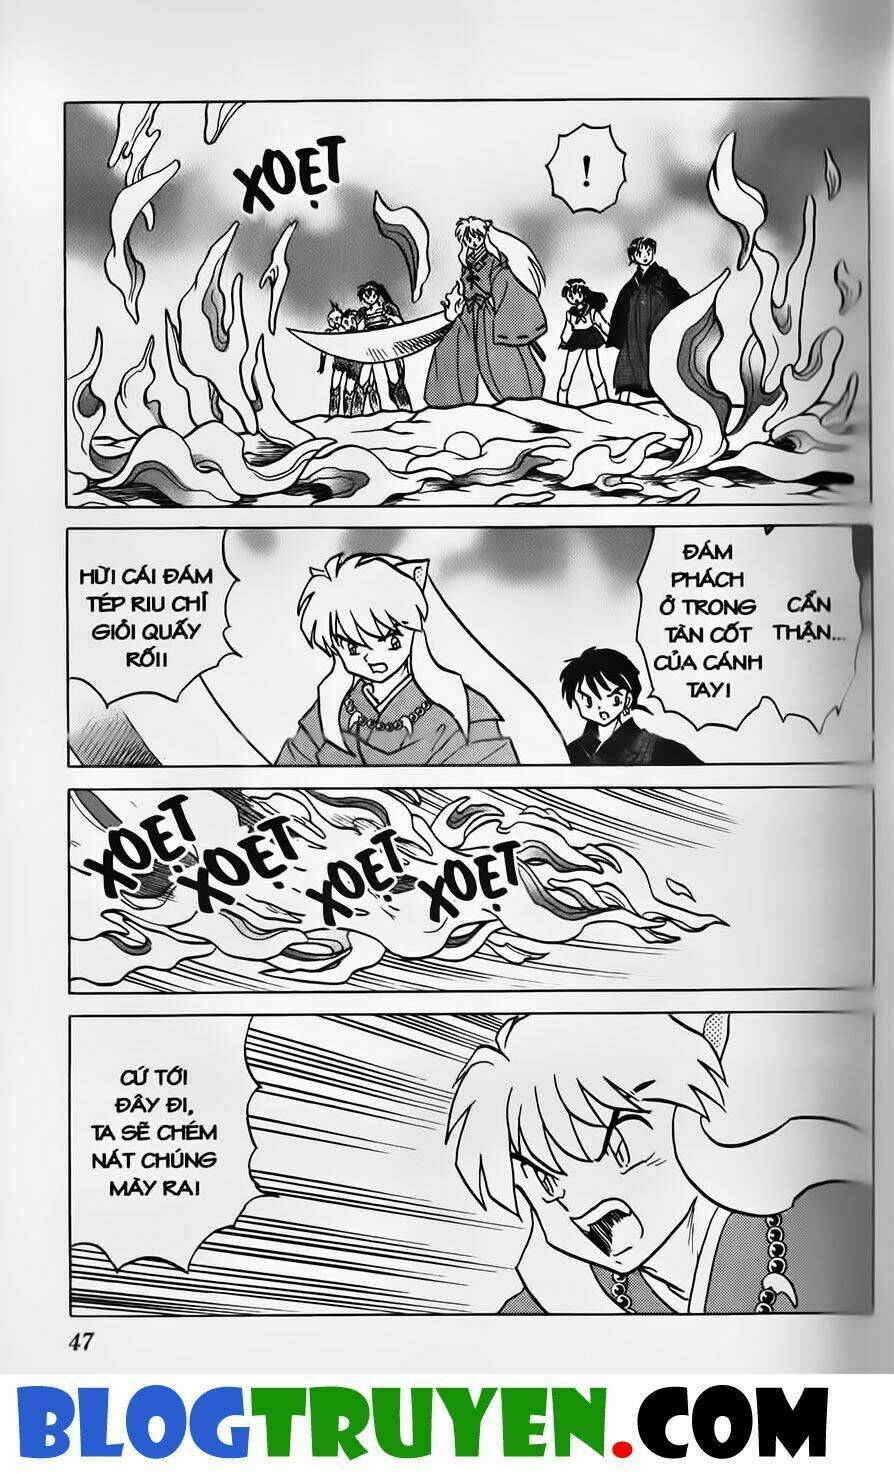 XOẸT
!
CẨN
THẬN...
ĐÁM
PHÁCH
Ở TRONG
TÀN CỐT
CỦA CÁNH
TAY!
HỪ! CÁI ĐÁM
TÉP RIU CHỈ
GIỎI QUẤY
RỐI!
XOẸT
XOẸT
XOẸT
XOẸT
CỨ TỚI
ĐÂY ĐI,
TA SẼ CHÉM
NÁT CHÚNG
MÀY RA!
47
BLOGTRUYEN.COM